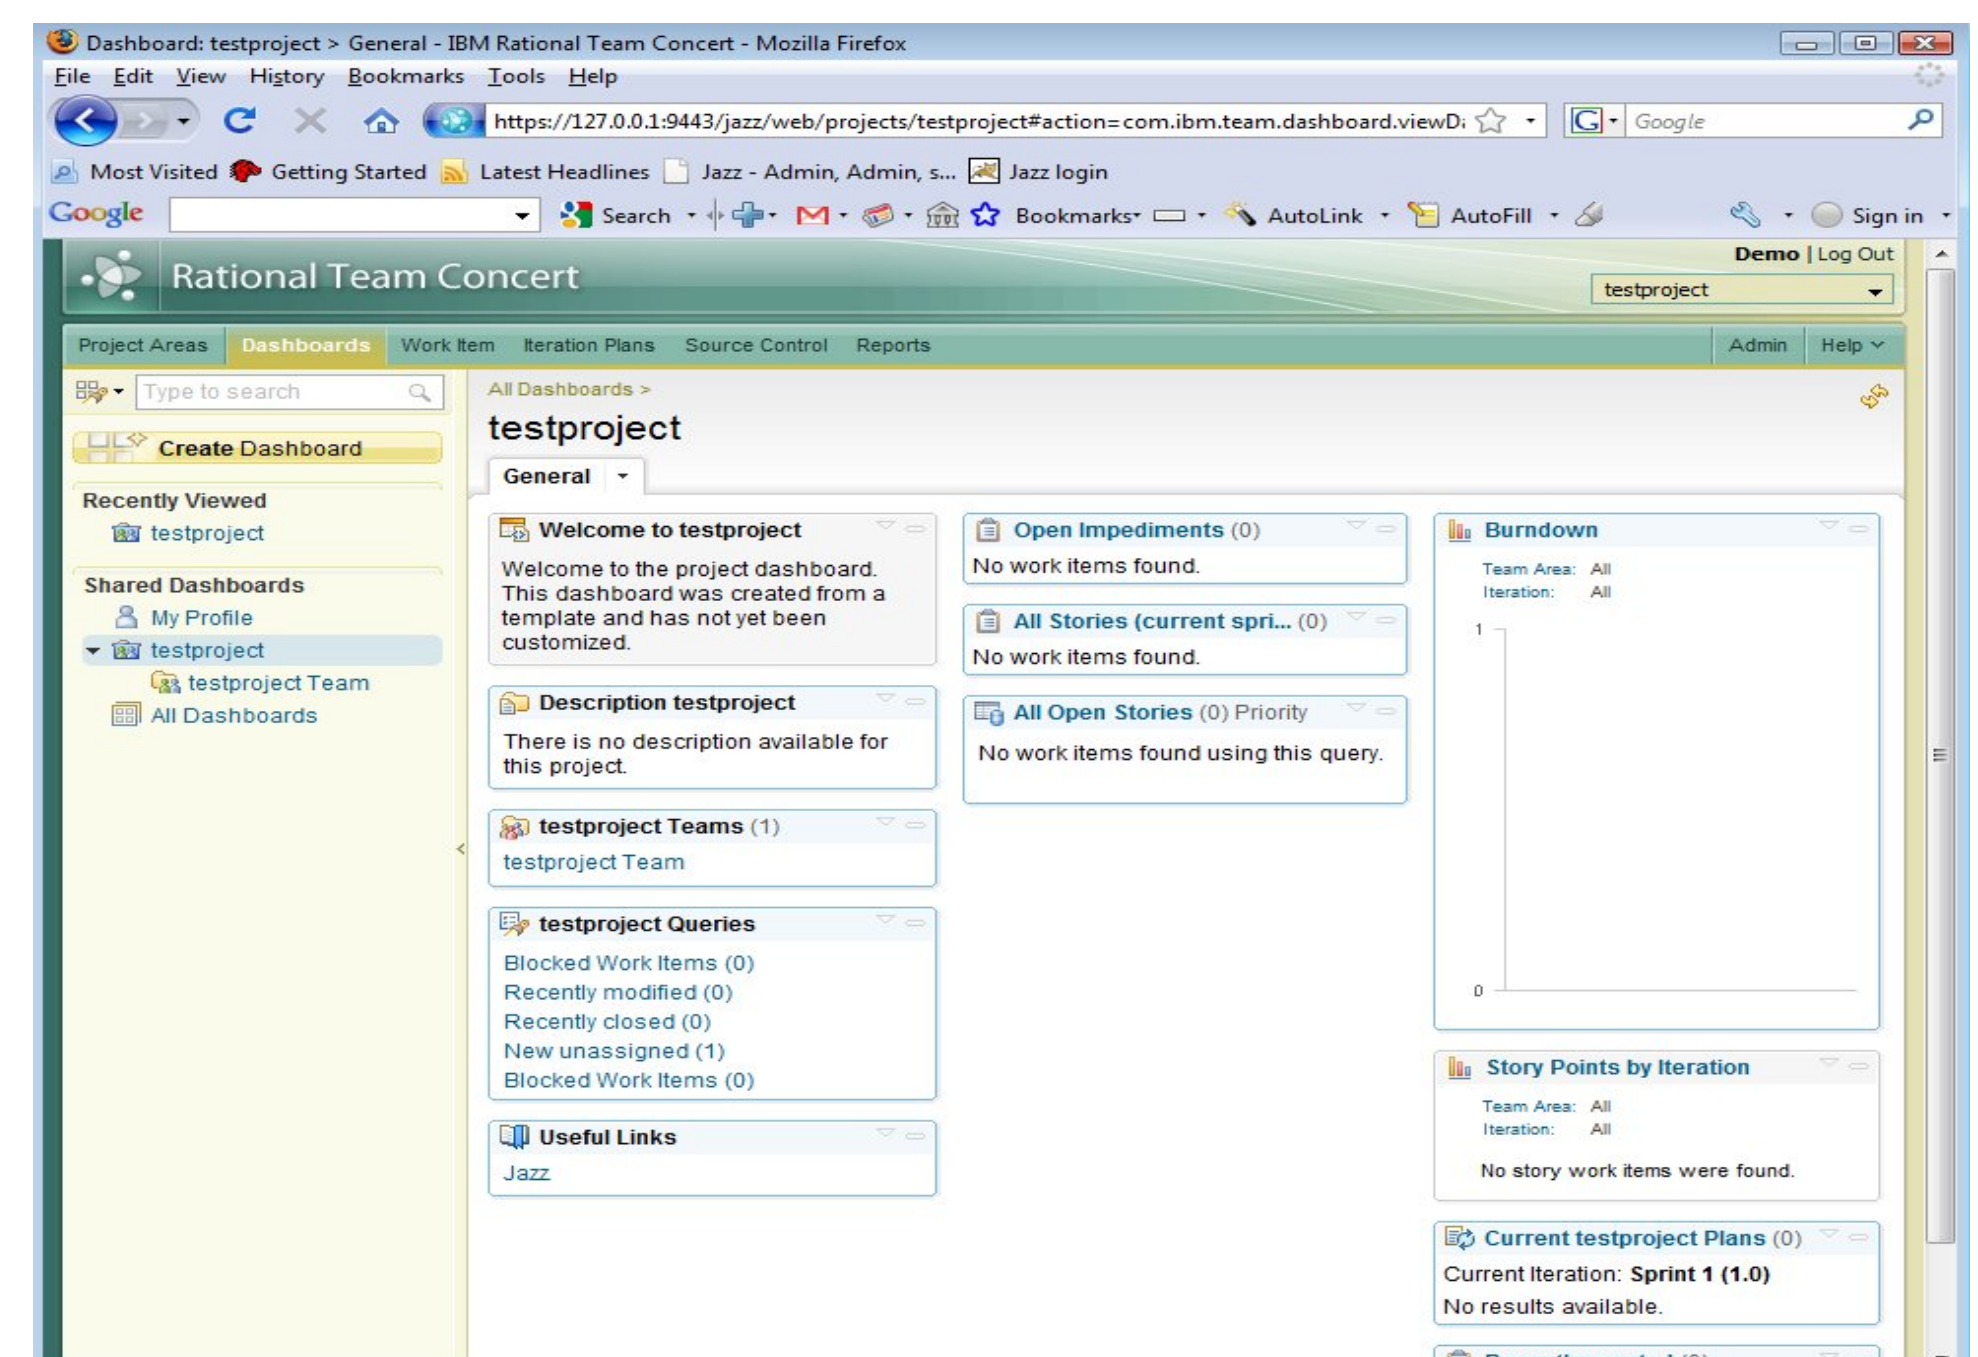 Dashboard: testproject > General - IBM Rational Team Concert - Mozilla Firefox
File Edit View History Bookmarks Tools Help
https://127.0.0.1:9443/jazz/web/projects/testproject#action=com.ibm.team.dashboard.viewDa Google
Most Visited Getting Started Latest Headlines Jazz - Admin, Admin, s... Jazz login
Google Search Bookmarks AutoLink AutoFill Sign in
Demo | Log Out
Rational Team Concert
testproject
Project Areas Dashboards Work Item Iteration Plans Source Control Reports Admin Help
Type to search
Create Dashboard
Recently Viewed
testproject
Shared Dashboards
My Profile
testproject
testproject Team
All Dashboards
All Dashboards >
testproject
General
Welcome to testproject
Welcome to the project dashboard.
This dashboard was created from a
template and has not yet been
customized.
Description testproject
There is no description available for
this project.
testproject Teams (1)
testproject Team
testproject Queries
Blocked Work Items (0)
Recently modified (0)
Recently closed (0)
New unassigned (1)
Blocked Work Items (0)
Useful Links
Jazz
Open Impediments (0)
No work items found.
All Stories (current spri... (0)
No work items found.
All Open Stories (0) Priority
No work items found using this query.
Burndown
Team Area: All
Iteration: All
1
0
Story Points by Iteration
Team Area: All
Iteration: All
No story work items were found.
Current testproject Plans (0)
Current Iteration: Sprint 1 (1.0)
No results available.